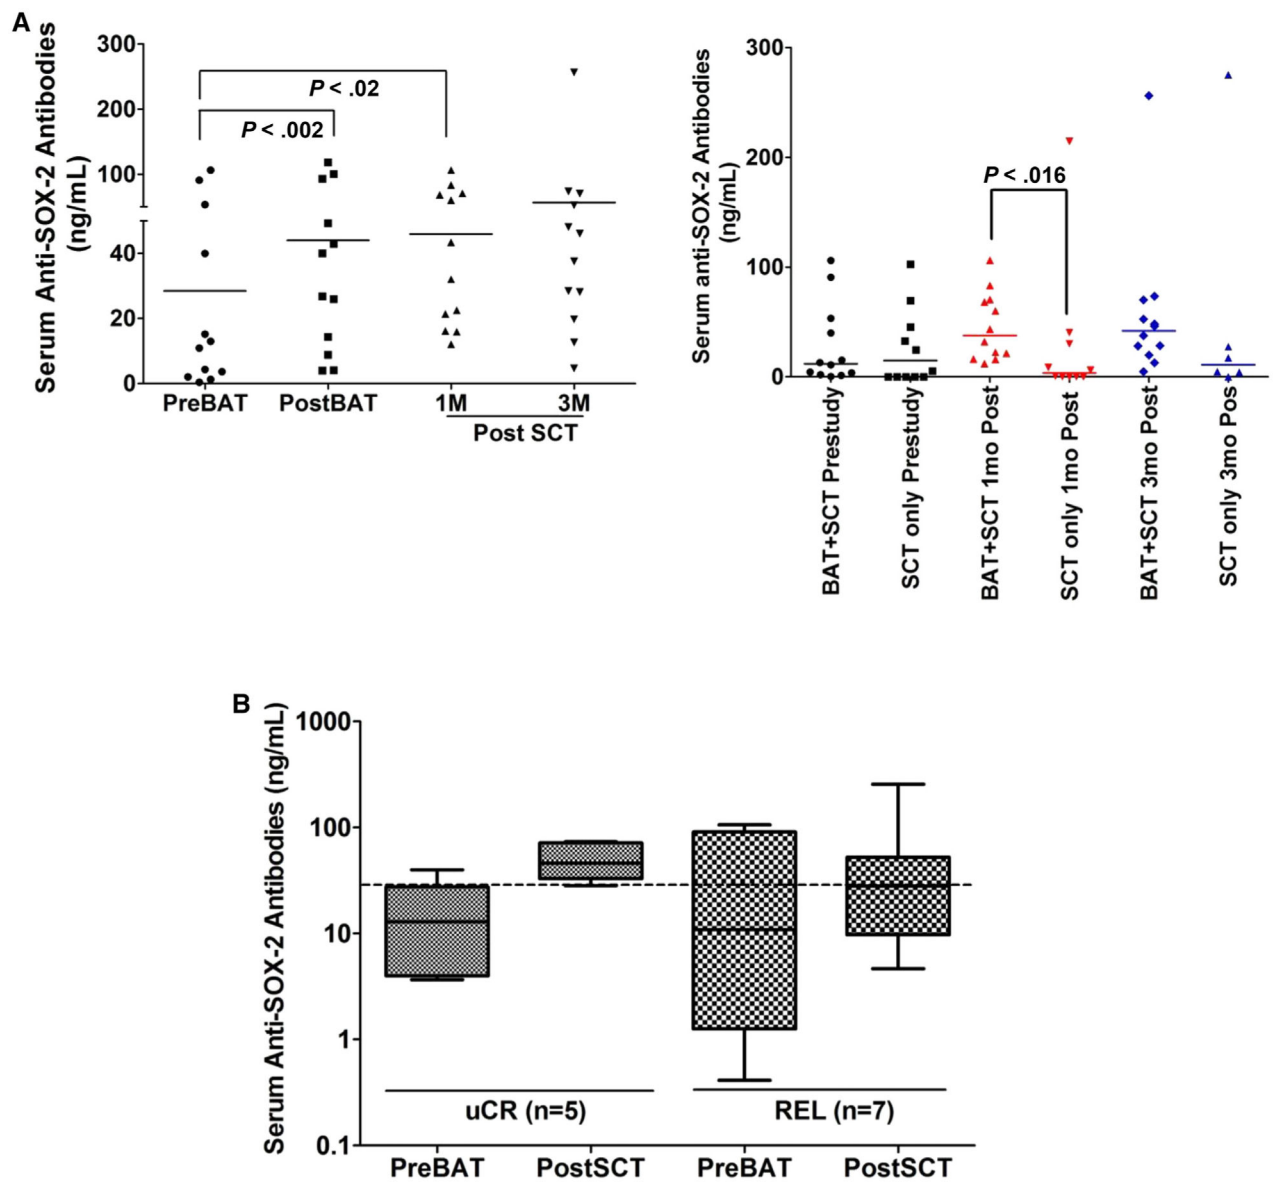 A
Serum Anti-SOX-2 Antibodies
(ng/mL)
300
200
100
40
20
0
P < .02
P < .002
PreBAT
PostBAT
1M
3M
Post SCT
Serum anti-SOX-2 Antibodies
(ng/mL)
300
200
100
0
P < .016
BAT+SCT Prestudy
SCT only Prestudy
BAT+SCT 1mo Post
SCT only 1mo Post
BAT+SCT 3mo Post
SCT only 3mo Pos
B
Serum Anti-SOX-2 Antibodies (ng/mL)
1000
100
10
1
0.1
uCR (n=5)
REL (n=7)
PreBAT
PostSCT
PreBAT
PostSCT